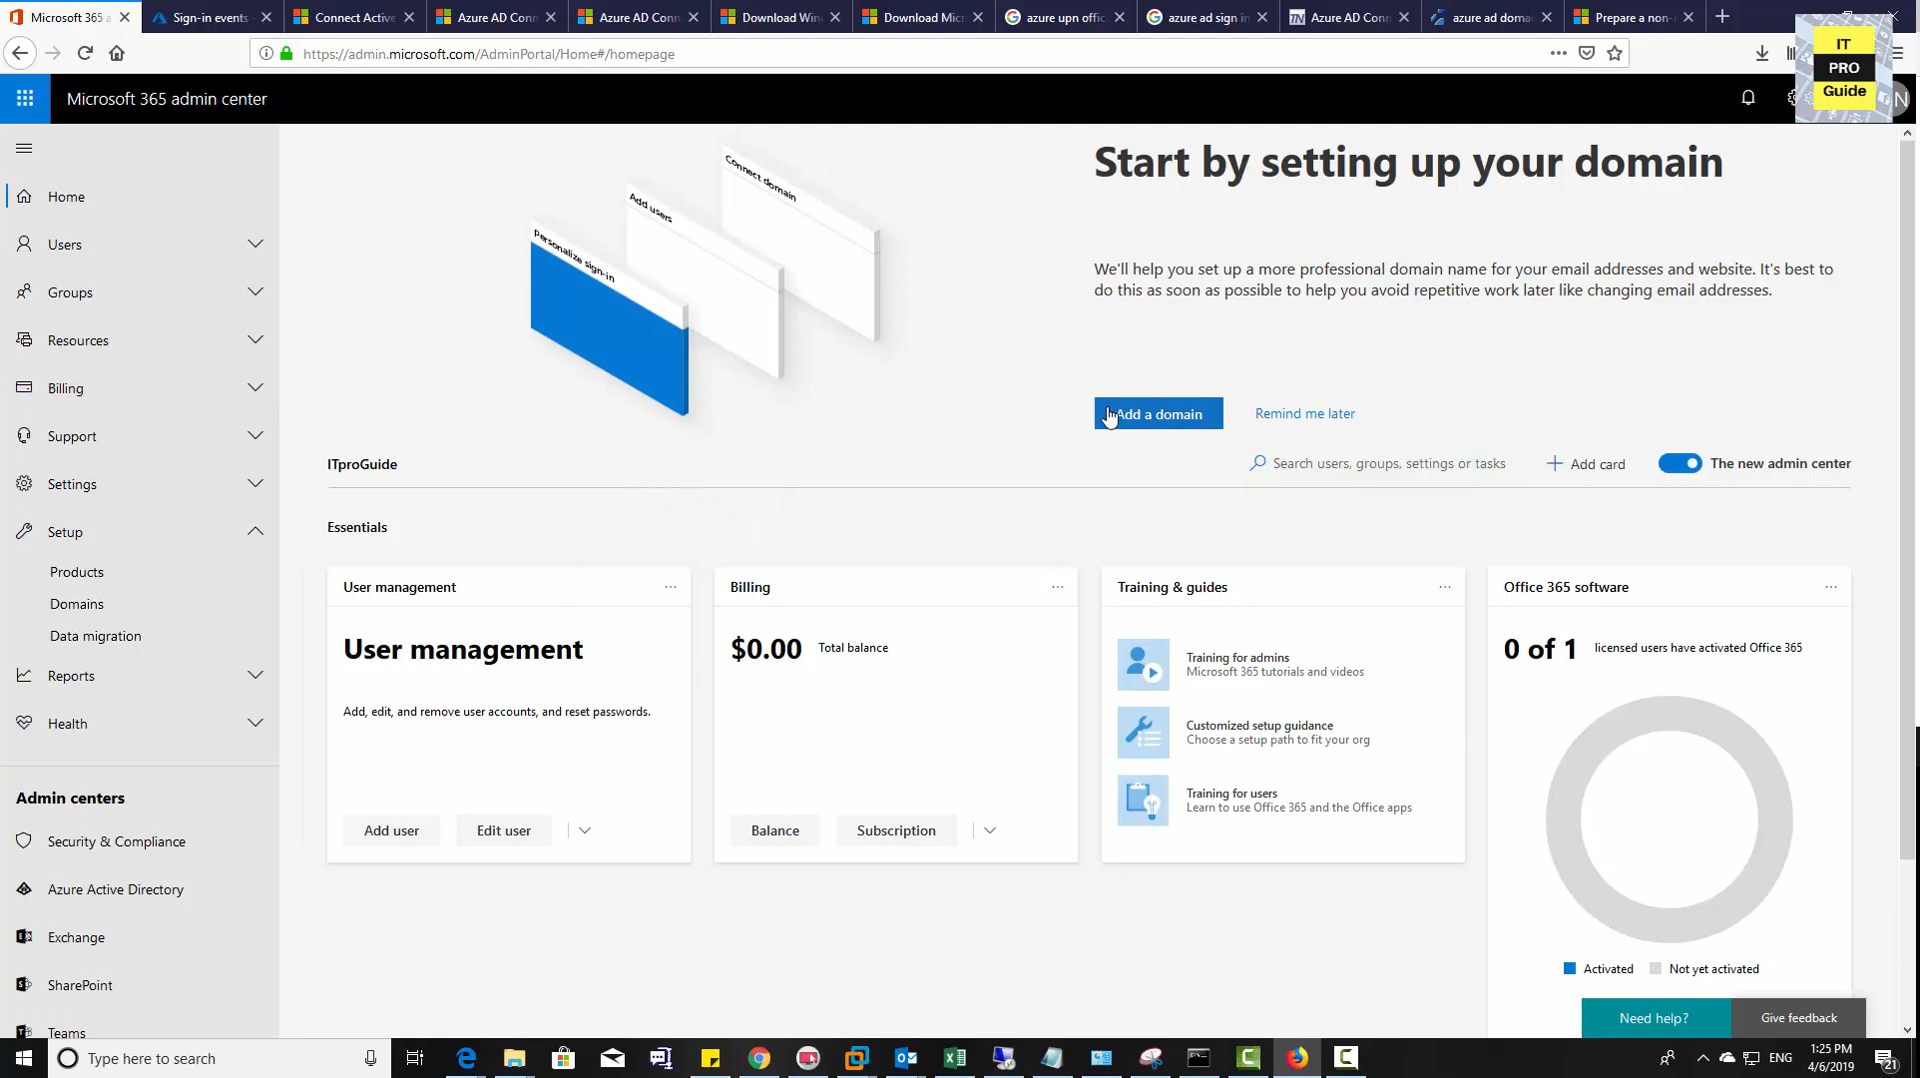 Microsoft 365 a
Sign-in events
Connect Active
Azure AD Conn
Azure AD Conn
Download Win
Download Micr
azure upn offic
azure ad sign in
Azure AD Conn
azure ad doma
Prepare a non-
https://admin.microsoft.com/AdminPortal/Home#/homepage
IT
PRO
Guide
Microsoft 365 admin center
N
Home
Users
Groups
Resources
Billing
Support
Settings
Setup
Products
Domains
Data migration
Reports
Health
Admin centers
Security & Compliance
Azure Active Directory
Exchange
SharePoint
Teams
Connect domain
Add users
Personalize sign-in
Start by setting up your domain
We'll help you set up a more professional domain name for your email addresses and website. It's best to
do this as soon as possible to help you avoid repetitive work later like changing email addresses.
Add a domain
Remind me later
ITproGuide
Search users, groups, settings or tasks
Add card
The new admin center
Essentials
User management
User management
Add, edit, and remove user accounts, and reset passwords.
Add user
Edit user
Billing
$0.00 Total balance
Balance
Subscription
Training & guides
Training for admins
Microsoft 365 tutorials and videos
Customized setup guidance
Choose a setup path to fit your org
Training for users
Learn to use Office 365 and the Office apps
Office 365 software
0 of 1 licensed users have activated Office 365
Activated
Not yet activated
Need help?
Give feedback
Type here to search
ENG
1:25 PM
4/6/2019
21